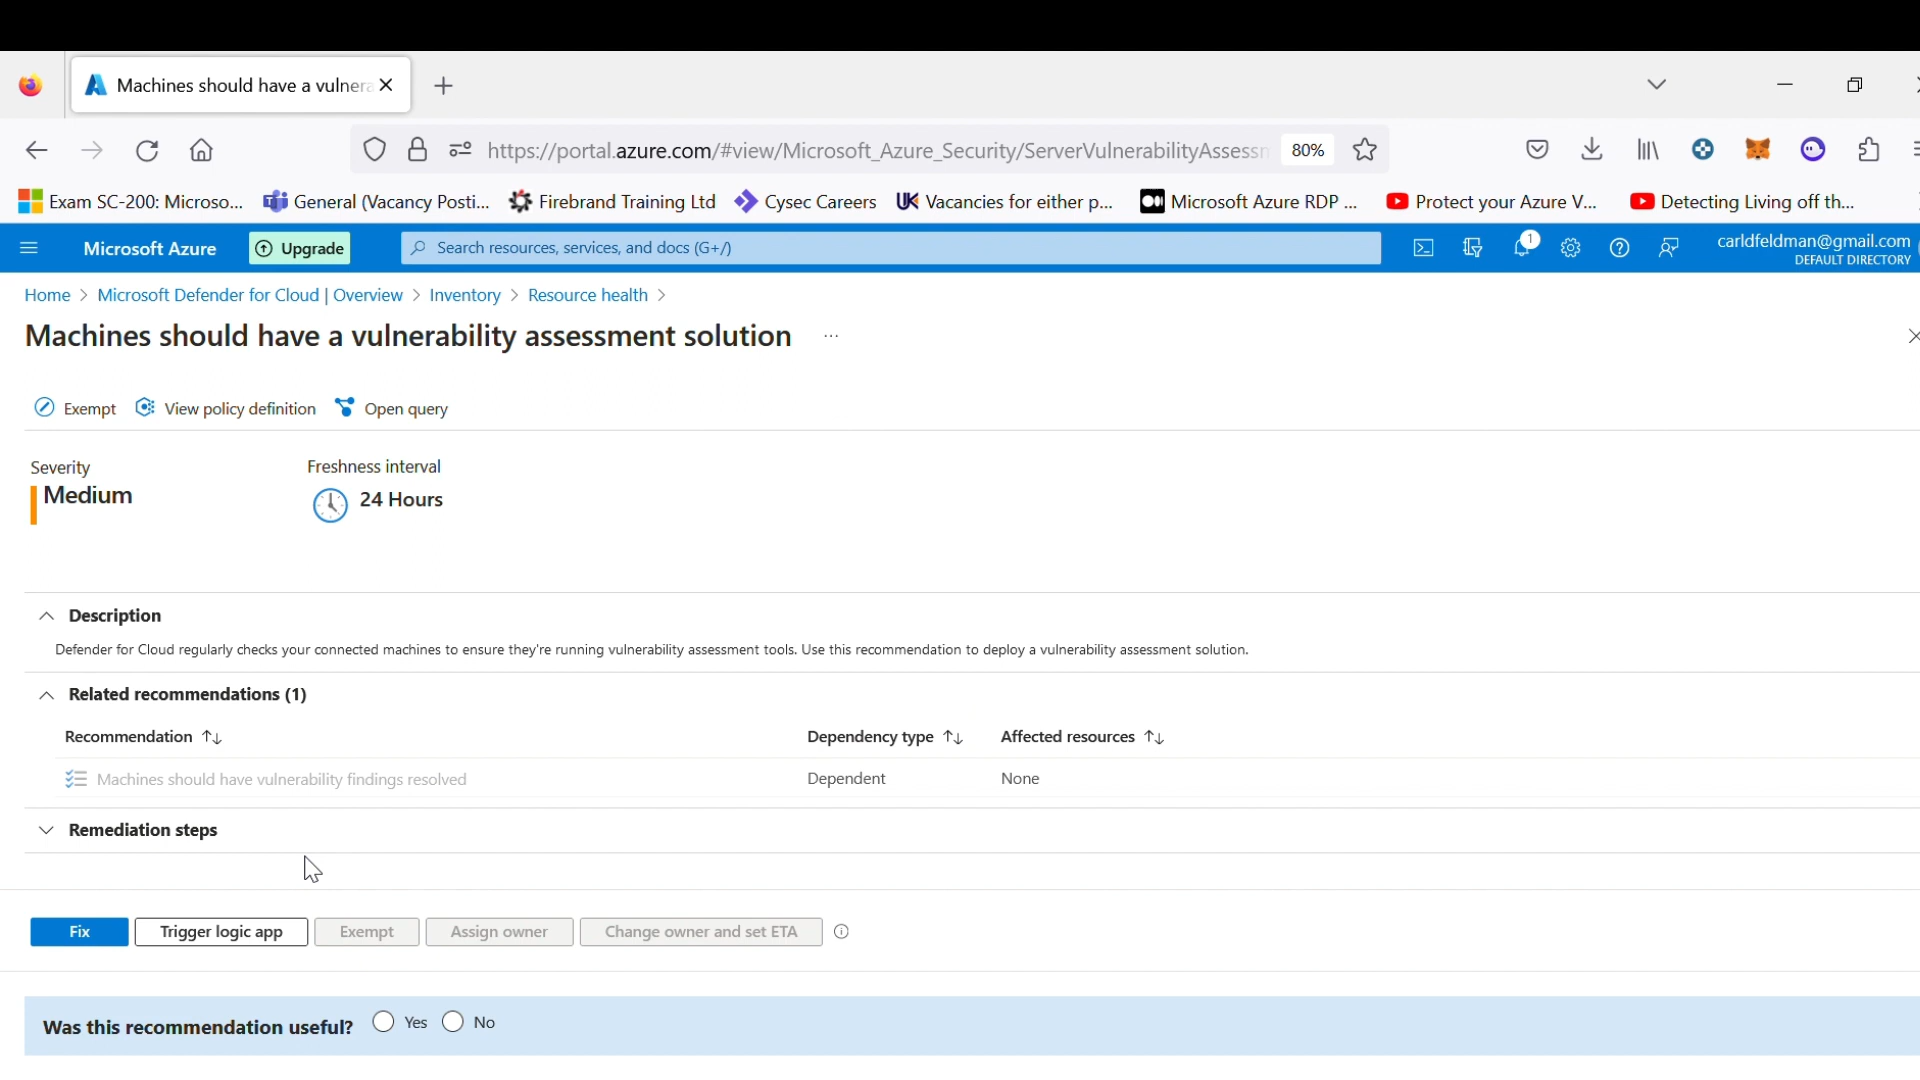 Machines should have a vulnera
https://portal.azure.com/#view/Microsoft_Azure_Security/ServerVulnerabilityAssessm 80%
Exam SC-200: Microso... General (Vacancy Posti... Firebrand Training Ltd Cysec Careers UK Vacancies for either p... Microsoft Azure RDP ... Protect your Azure V... Detecting Living off th...
Microsoft Azure Upgrade Search resources, services, and docs (G+/) 1 carldfeldman@gmail.com
DEFAULT DIRECTORY
Home > Microsoft Defender for Cloud | Overview > Inventory > Resource health >
Machines should have a vulnerability assessment solution ...
Exempt View policy definition Open query
Severity Freshness interval
Medium 24 Hours
Description
Defender for Cloud regularly checks your connected machines to ensure they're running vulnerability assessment tools. Use this recommendation to deploy a vulnerability assessment solution.
Related recommendations (1)
Recommendation ↑↓ Dependency type ↑↓ Affected resources ↑↓
Machines should have vulnerability findings resolved Dependent None
Remediation steps
Fix Trigger logic app Exempt Assign owner Change owner and set ETA
Was this recommendation useful? Yes No